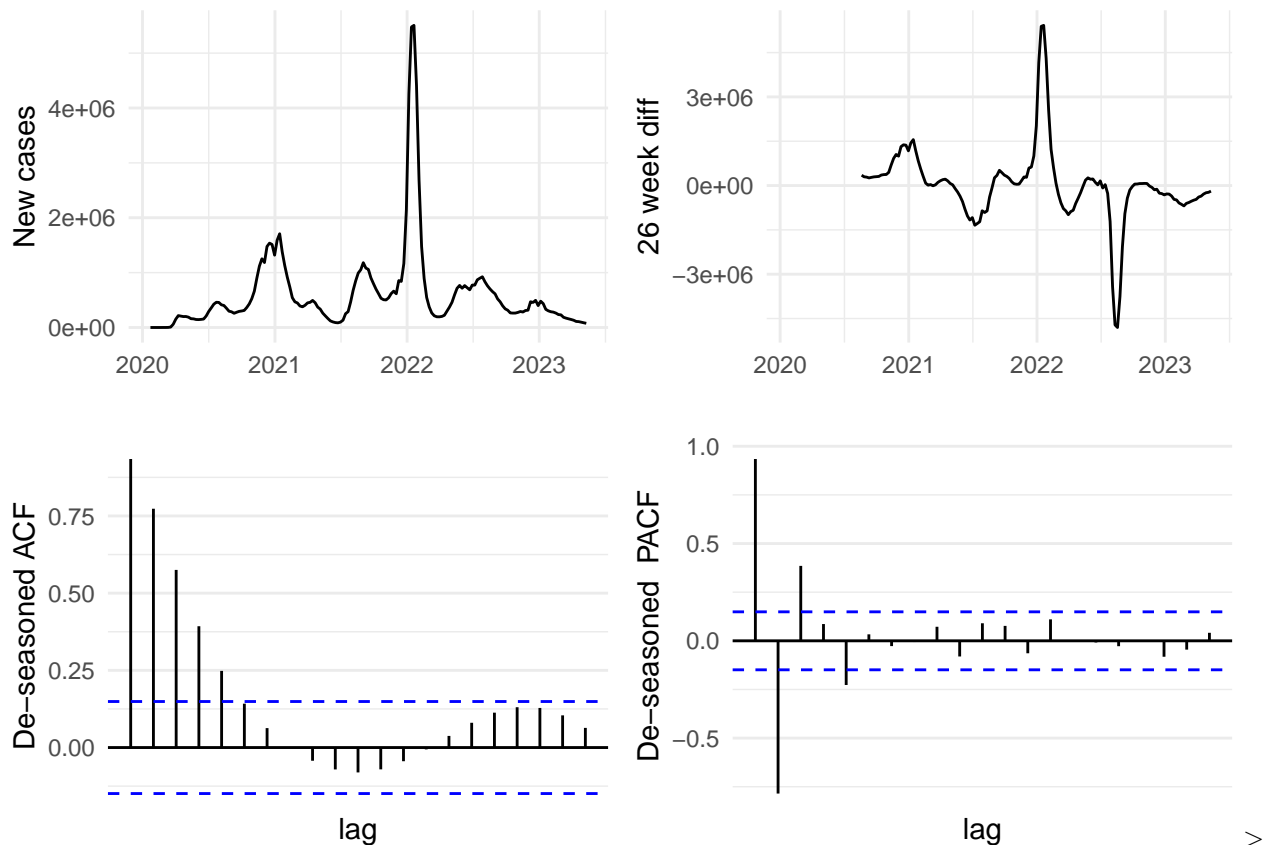 New cases
4e+06
2e+06
0e+00
2020 2021 2022 2023
26 week diff
3e+06
0e+00
−3e+06
2020 2021 2022 2023
De−seasoned ACF
0.75
0.50
0.25
0.00
lag
De−seasoned PACF
1.0
0.5
0.0
−0.5
lag
>